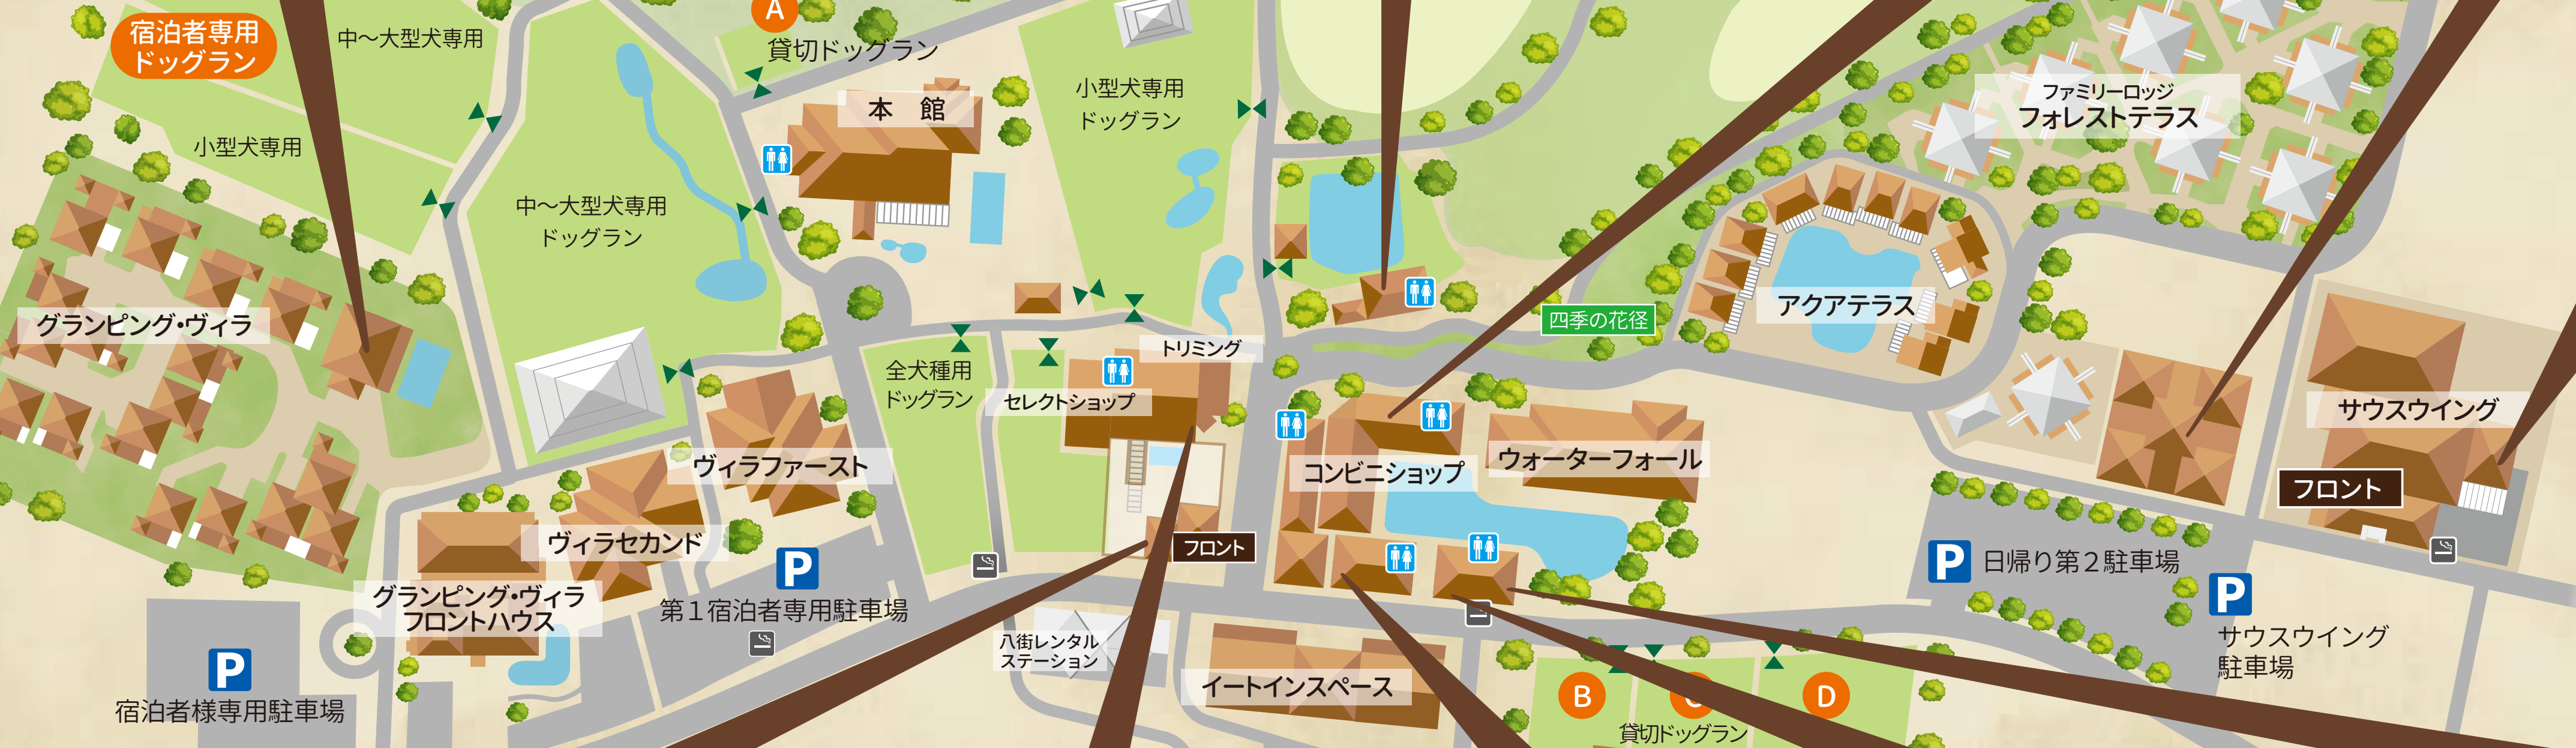 宿泊者専用
ドッグラン
中～大型犬専用
小型犬専用
A
貸切ドッグラン
本　館
小型犬専用
ドッグラン
中～大型犬専用
ドッグラン
ファミリーロッジ
フォレストテラス
アクアテラス
四季の花径
グランピング・ヴィラ
トリミング
全犬種用
ドッグラン
セレクトショップ
サウスウイング
フロント
ヴィラファースト
コンビニショップ
ウォーターフォール
ヴィラセカンド
フロント
P
第1宿泊者専用駐車場
P
日帰り第2駐車場
P
サウスウイング
駐車場
グランピング・ヴィラ
フロントハウス
八街レンタル
ステーション
イートインスペース
P
宿泊者様専用駐車場
B
D
貸切ドッグラン